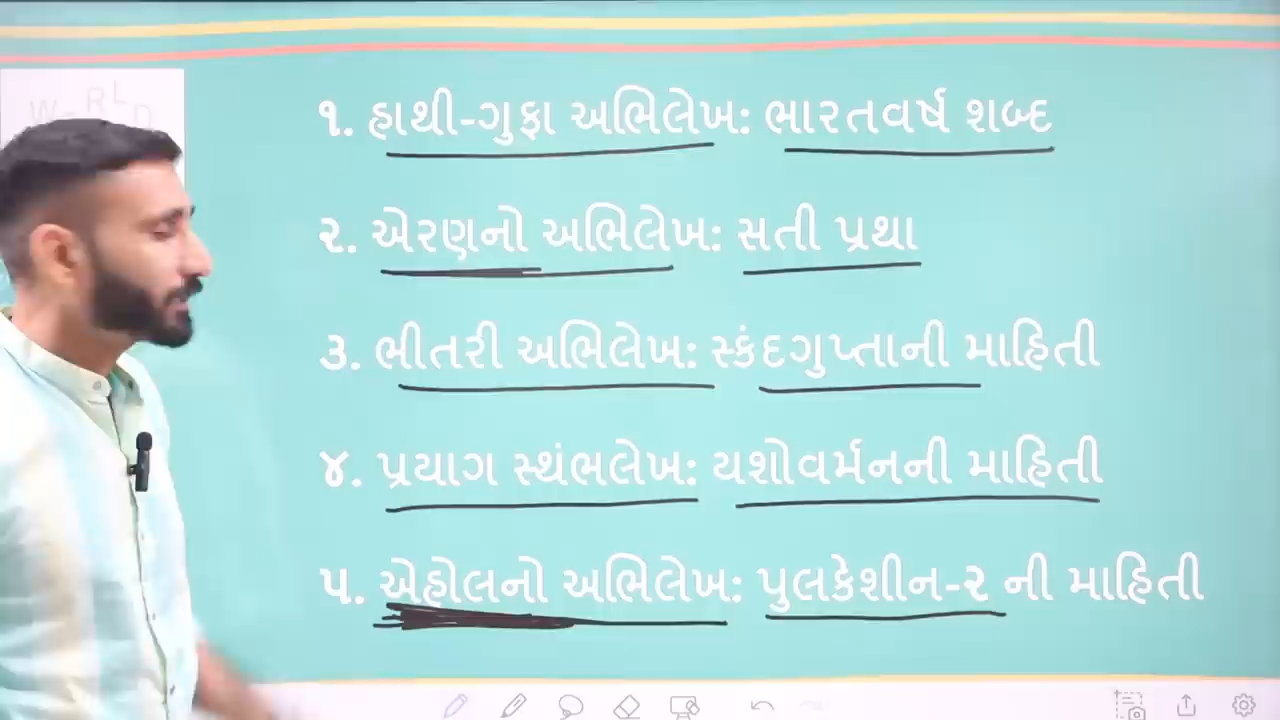 W RLD
૧. હાથી-ગુફા અભિલેખ: ભારતવર્ષ શબ્દ
૨. એરણનો અભિલેખ: સતી પ્રથા
૩. ભીતરી અભિલેખ: સ્કંદગુપ્તાની માહિતી
૪. પ્રયાગ સ્થંભલેખ: યશોવર્મનની માહિતી
૫. એહોલનો અભિલેખ: પુલકેશીન-૨ ની માહિતી